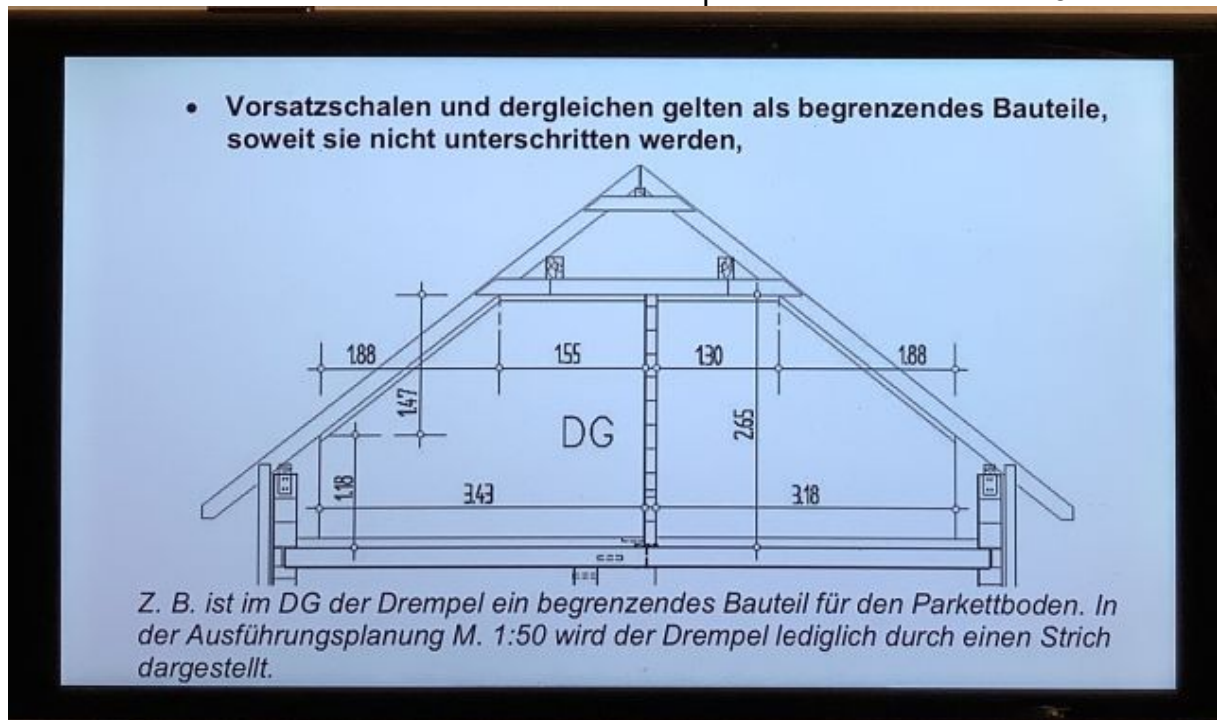 • Vorsatzschalen und dergleichen gelten als begrenzendes Bauteile,
soweit sie nicht unterschritten werden,
1.88 1.55 1.30 1.88
1.47
DG
2.65
1.18
3.43 3.18
Z. B. ist im DG der Drempel ein begrenzendes Bauteil für den Parkettboden. In
der Ausführungsplanung M. 1:50 wird der Drempel lediglich durch einen Strich
dargestellt.